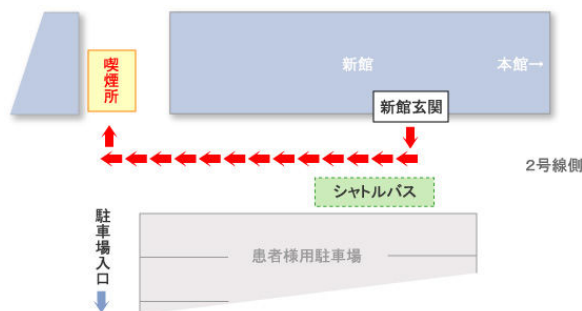 喫煙所
新館
本館→
新館玄関
2号線側
シャトルバス
駐車場入口
患者様用駐車場